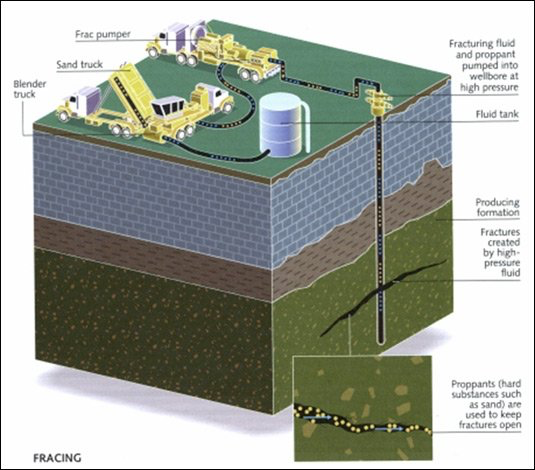 Frac pumper
Sand truck
Blender
truck
Fracturing fluid
and proppant
pumped into
wellbore at
high pressure
Fluid tank
Producing
formation
Fractures
created
by high-
pressure
fluid
Proppants (hard
substances such
as sand) are
used to keep
fractures open
FRACING